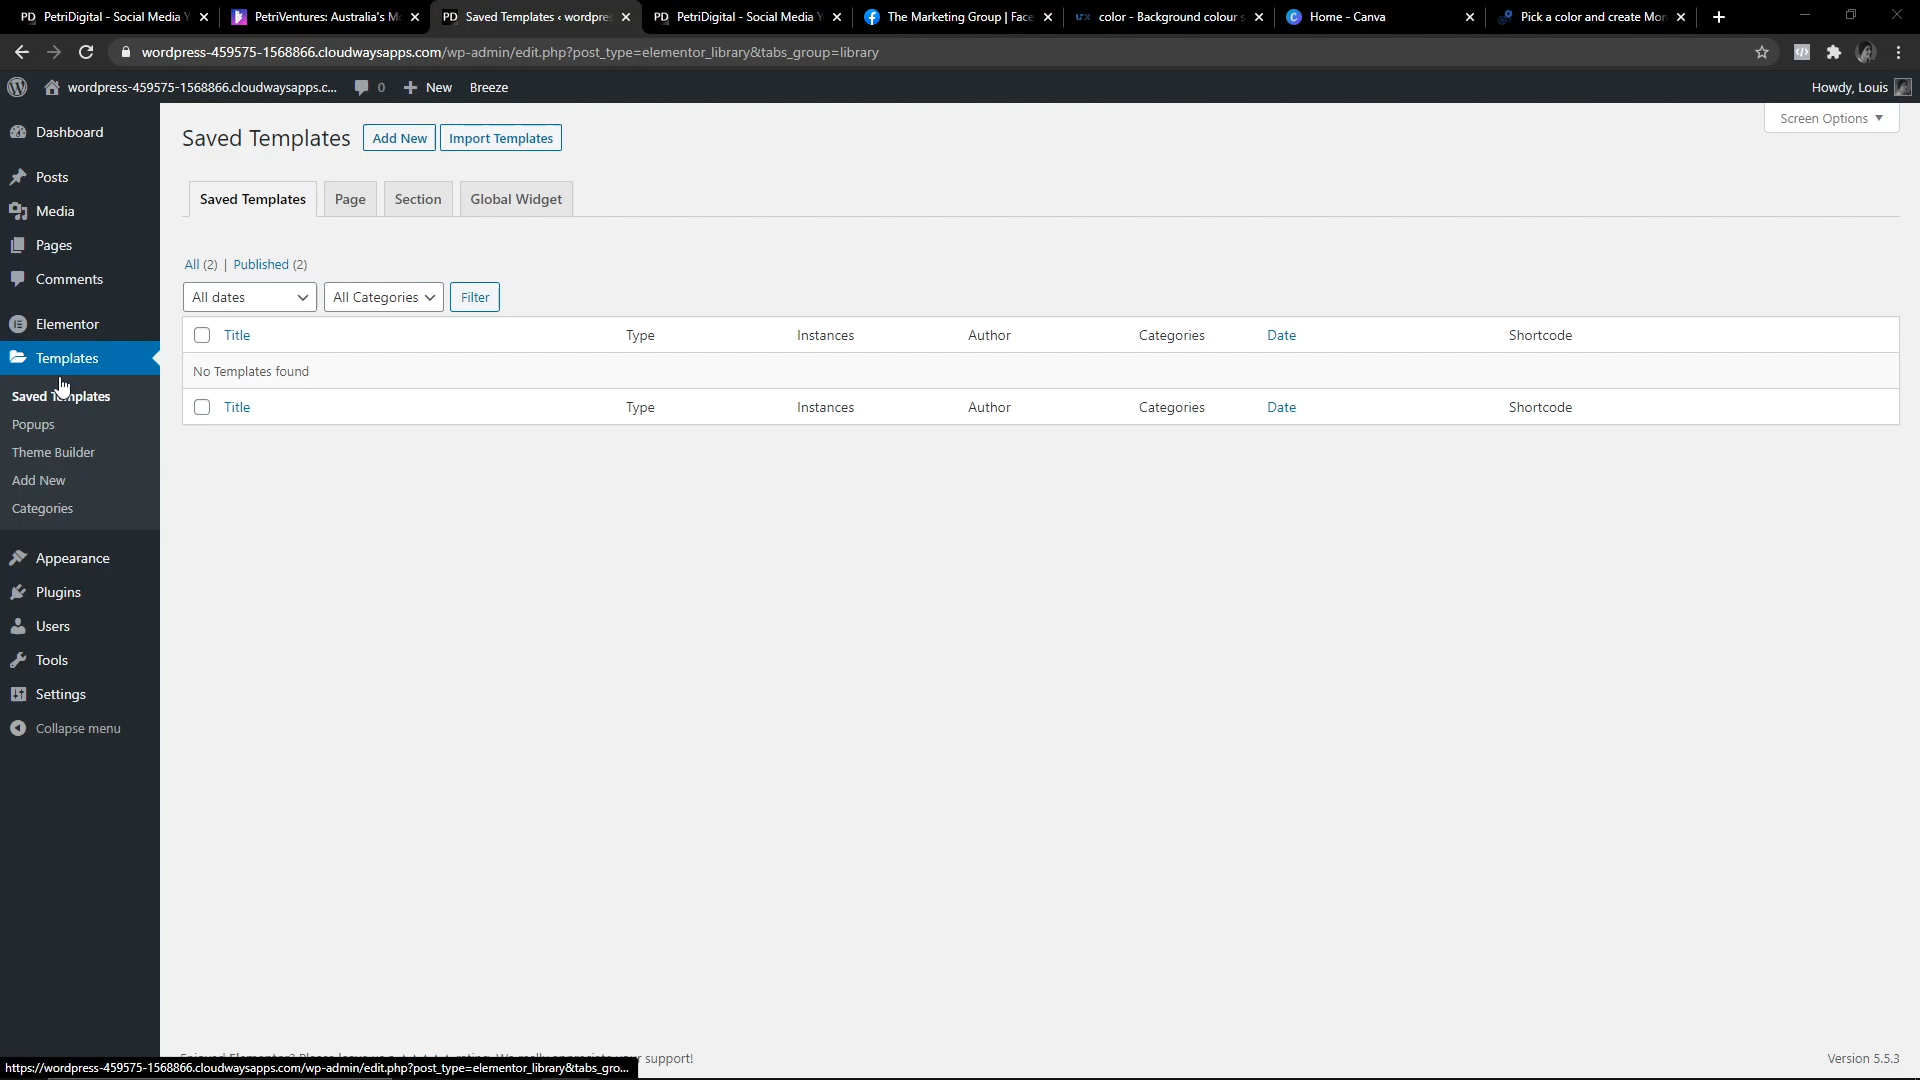 PD PetriDigital - Social Media Y
PetriVentures: Australia's Mo
PD Saved Templates ‹ wordpres
PD PetriDigital - Social Media Y
The Marketing Group | Face
color - Background colour s
Home - Canva
Pick a color and create Mon
wordpress-459575-1568866.cloudwaysapps.com/wp-admin/edit.php?post_type=elementor_library&tabs_group=library
wordpress-459575-1568866.cloudwaysapps.c... 0 New Breeze Howdy, Louis
Screen Options
Dashboard
Posts
Media
Pages
Comments
Elementor
Templates
Saved Templates
Popups
Theme Builder
Add New
Categories
Appearance
Plugins
Users
Tools
Settings
Collapse menu
Saved Templates Add New Import Templates
Saved Templates Page Section Global Widget
All (2) | Published (2)
All dates All Categories Filter
Title Type Instances Author Categories Date Shortcode
No Templates found
Title Type Instances Author Categories Date Shortcode
support!
Version 5.5.3
https://wordpress-459575-1568866.cloudwaysapps.com/wp-admin/edit.php?post_type=elementor_library&tabs_gro...